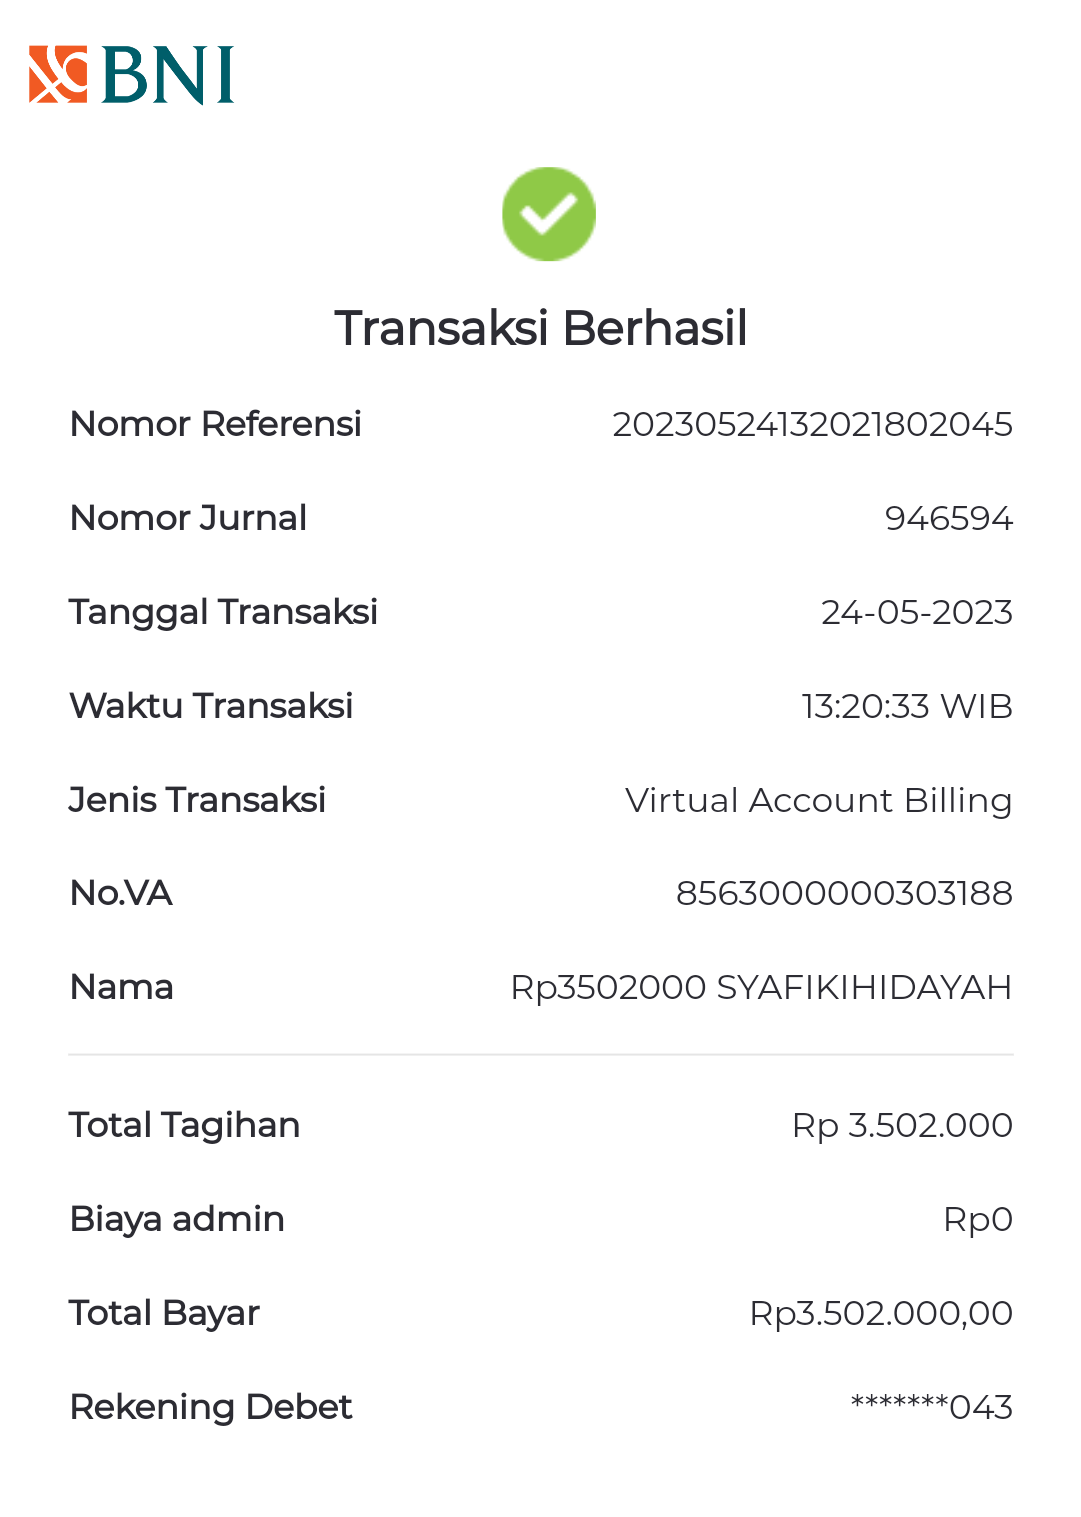 BNI
Transaksi Berhasil
Nomor Referensi 20230524132021802045
Nomor Jurnal 946594
Tanggal Transaksi 24-05-2023
Waktu Transaksi 13:20:33 WIB
Jenis Transaksi Virtual Account Billing
No.VA 8563000000303188
Nama Rp3502000 SYAFIKIHIDAYAH
Total Tagihan Rp 3.502.000
Biaya admin Rp0
Total Bayar Rp3.502.000,00
Rekening Debet *******043